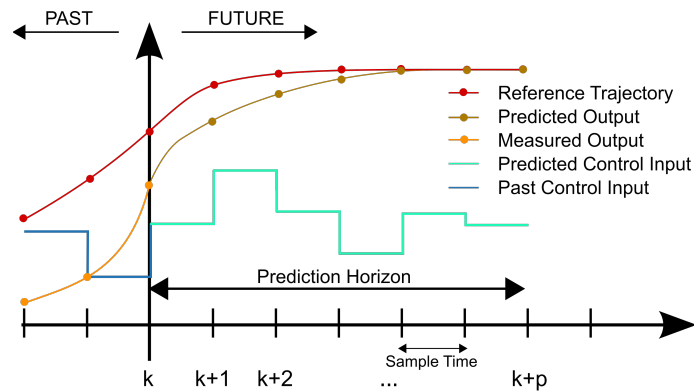 PAST
FUTURE
Reference Trajectory
Predicted Output
Measured Output
Predicted Control Input
Past Control Input
Prediction Horizon
Sample Time
k
k+1
k+2
...
k+p